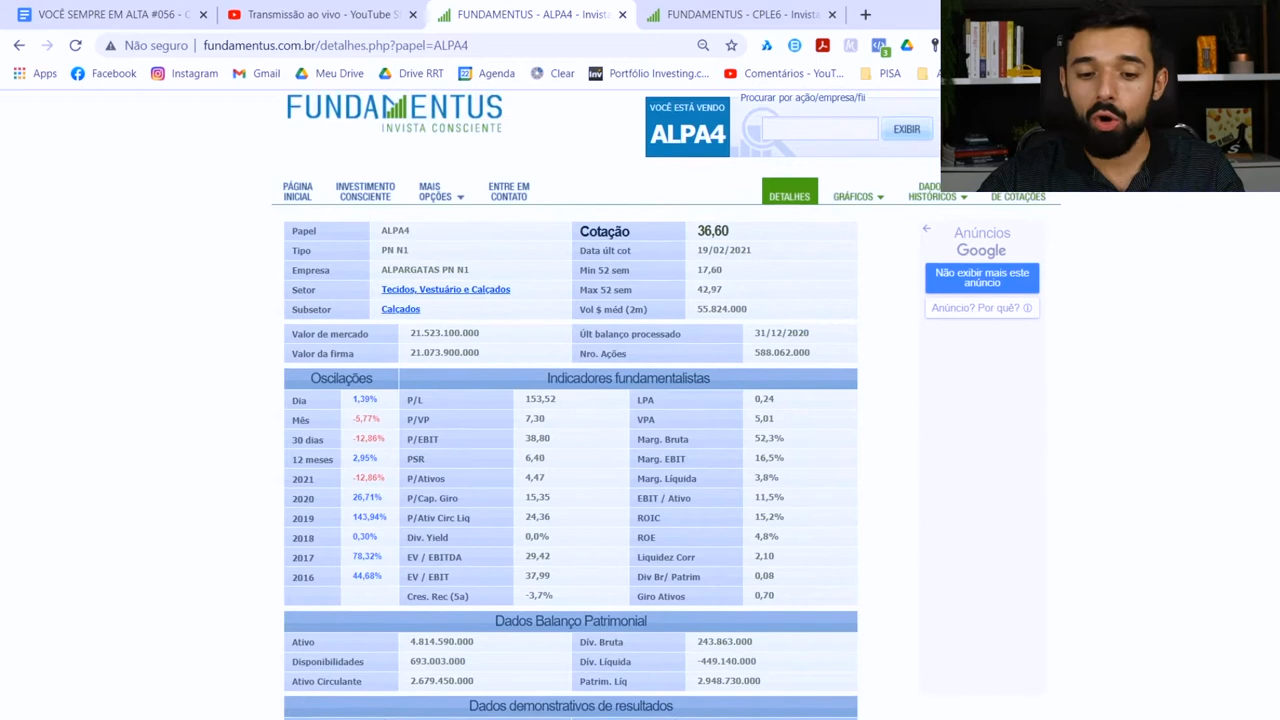 VOCÊ SEMPRE EM ALTA #056 - C
Transmissão ao vivo - YouTube S
FUNDAMENTUS - ALPA4 - Invista
FUNDAMENTUS - CPLE6 - Invista
Não seguro | fundamentus.com.br/detalhes.php?papel=ALPA4
3
Apps Facebook Instagram Gmail Meu Drive Drive RRT Agenda Clear Portfólio Investing.c... Comentários - YouT... PISA
FUNDAMENTUS
INVISTA CONSCIENTE
VOCÊ ESTÁ VENDO
ALPA4
Procurar por ação/empresa/fii
EXIBIR
PÁGINA INICIAL
INVESTIMENTO CONSCIENTE
MAIS OPÇÕES
ENTRE EM CONTATO
DETALHES
GRÁFICOS
DADO HISTÓRICOS
DE COTAÇÕES
Papel ALPA4 Cotação 36,60
Tipo PN N1 Data últ cot 19/02/2021
Empresa ALPARGATAS PN N1 Min 52 sem 17,60
Setor Tecidos, Vestuário e Calçados Max 52 sem 42,97
Subsetor Calçados Vol $ méd (2m) 55.824.000
Valor de mercado 21.523.100.000 Últ balanço processado 31/12/2020
Valor da firma 21.073.900.000 Nro. Ações 588.062.000
Oscilações Indicadores fundamentalistas
Dia 1,39% P/L 153,52 LPA 0,24
Mês -5,77% P/VP 7,30 VPA 5,01
30 dias -12,86% P/EBIT 38,80 Marg. Bruta 52,3%
12 meses 2,95% PSR 6,40 Marg. EBIT 16,5%
2021 -12,86% P/Ativos 4,47 Marg. Líquida 3,8%
2020 26,71% P/Cap. Giro 15,35 EBIT / Ativo 11,5%
2019 143,94% P/Ativ Circ Liq 24,36 ROIC 15,2%
2018 0,30% Div. Yield 0,0% ROE 4,8%
2017 78,32% EV / EBITDA 29,42 Liquidez Corr 2,10
2016 44,68% EV / EBIT 37,99 Div Br/ Patrim 0,08
Cres. Rec (5a) -3,7% Giro Ativos 0,70
Dados Balanço Patrimonial
Ativo 4.814.590.000 Dív. Bruta 243.863.000
Disponibilidades 693.003.000 Dív. Líquida -449.140.000
Ativo Circulante 2.679.450.000 Patrim. Líq 2.948.730.000
Dados demonstrativos de resultados
Anúncios
Google
Não exibir mais este
anúncio
Anúncio? Por quê?